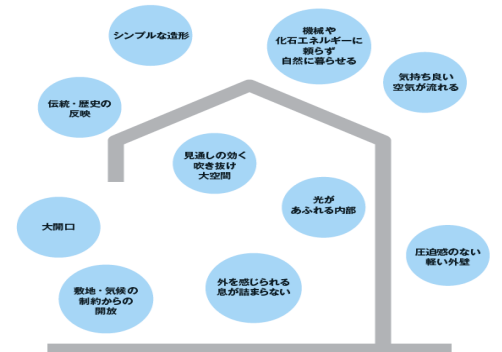 シンプルな造形
機械や
化石エネルギーに
頼らず
自然に暮らせる
気持ち良い
空気が流れる
伝統・歴史の
反映
見通しの効く
吹き抜け
大空間
光が
あふれる内部
大開口
圧迫感のない
軽い外壁
敷地・気候の
制約からの
開放
外を感じられる
息が詰まらない